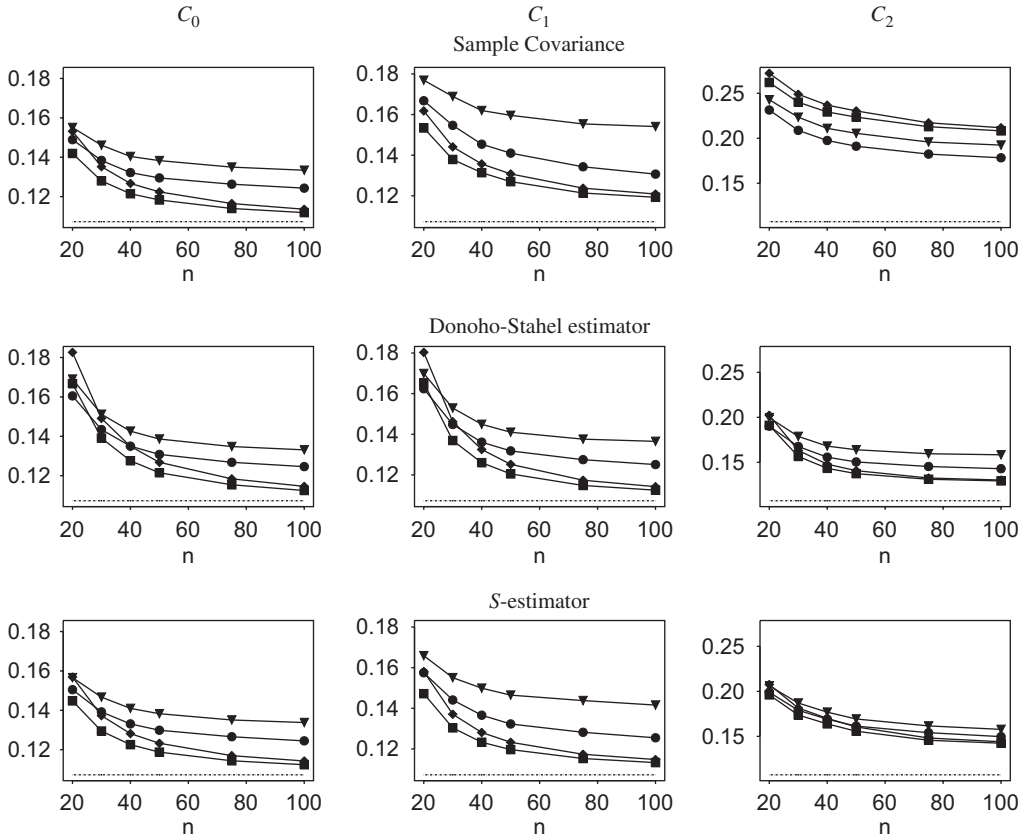 C0 C1 C2
Sample Covariance
0.18 0.18
0.16 0.16 0.25
0.14 0.14 0.20
0.12 0.12 0.15
20 40 60 80 100 20 40 60 80 100 20 40 60 80 100
n n n
Donoho-Stahel estimator
0.18 0.18 0.25
0.16 0.16 0.20
0.14 0.14 0.15
0.12 0.12
20 40 60 80 100 20 40 60 80 100 20 40 60 80 100
n n n
S-estimator
0.18 0.18 0.25
0.16 0.16 0.20
0.14 0.14 0.15
0.12 0.12
20 40 60 80 100 20 40 60 80 100 20 40 60 80 100
n n n